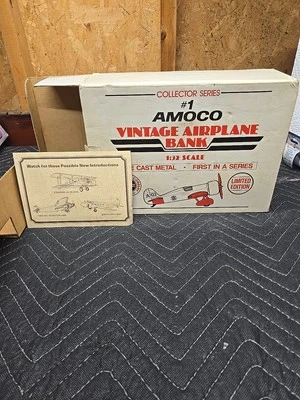 COLLECTOR SERIES
#1
AMOCO
VINTAGE AIRPLANE
BANK
1:32 SCALE
CAST METAL • FIRST IN A SERIES
LIMITED
EDITION
Watch for these Possible New Introductions